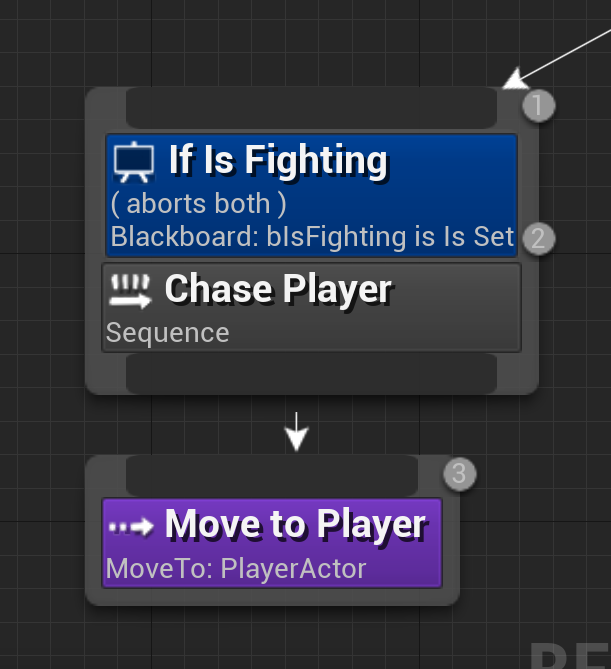 1
If Is Fighting
( aborts both )
Blackboard: bIsFighting is Is Set
2
Chase Player
Sequence
3
Move to Player
MoveTo: PlayerActor